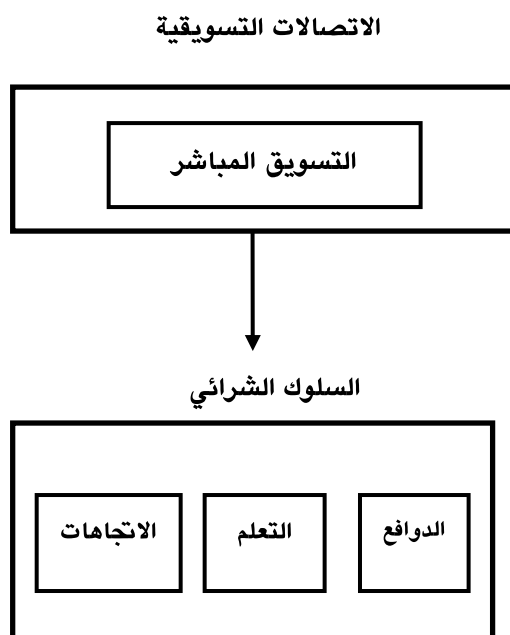 الاتصالات التسويقية
التسويق المباشر
السلوك الشرائي
الدوافع
التعلم
الاتجاهات